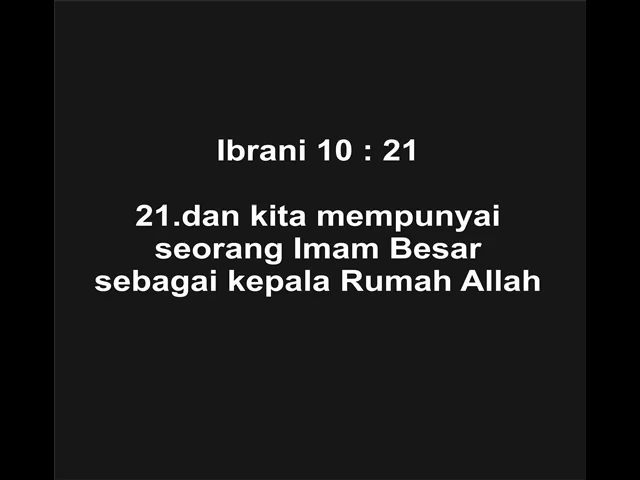 Ibrani 10 : 21
21.dan kita mempunyai
seorang Imam Besar
sebagai kepala Rumah Allah